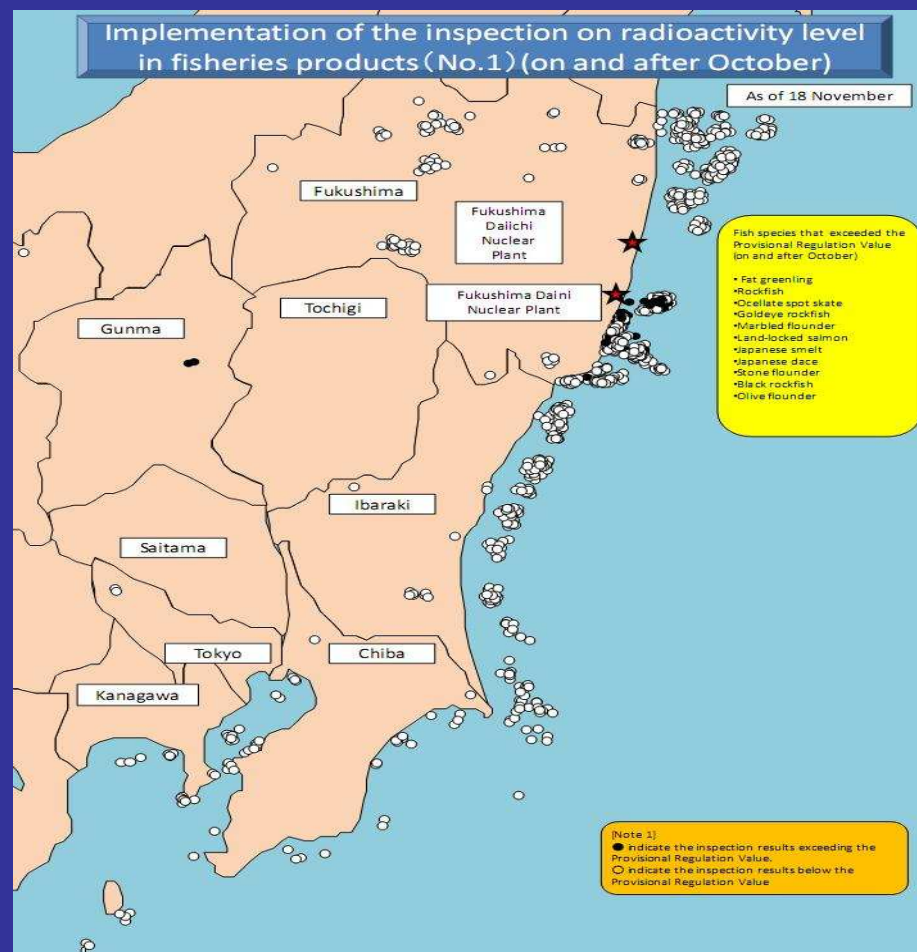 Implementation of the inspection on radioactivity level
in fisheries products(No.1)(on and after October)
As of 18 November
Fukushima
Fukushima
Daiichi
Nuclear
Plant
Fish species that exceeded the
Provisional Regulation Value
(on and after October)
• Fat greenling
•Rockfish
•Ocellate spot skate
•Goldeye rockfish
•Marbled flounder
•Land-locked salmon
•Japanese smelt
•Japanese dace
•Stone flounder
•Black rockfish
•Olive flounder
Fukushima Daini
Nuclear Plant
Tochigi
Gunma
Ibaraki
Saitama
Tokyo
Chiba
Kanagawa
[Note 1]
● indicate the inspection results exceeding the
Provisional Regulation Value.
○ indicate the inspection results below the
Provisional Regulation Value